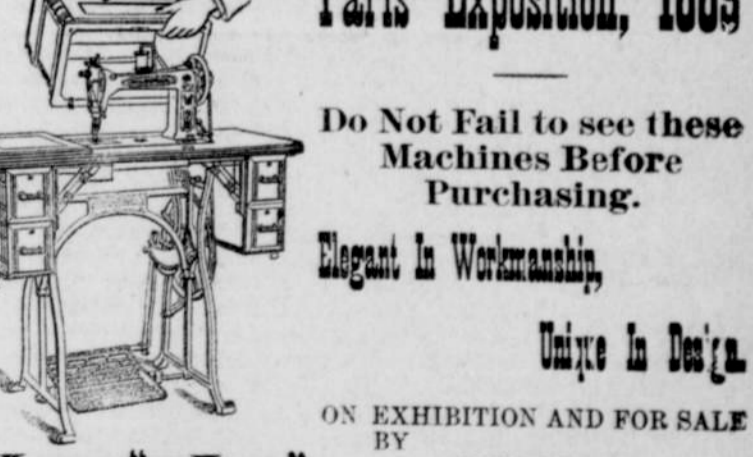 Paris Exposition, 1889
Do Not Fail to see these
Machines Before
Purchasing.
Elegant In Workmanship,
Unique In Design.
ON EXHIBITION AND FOR SALE
BY